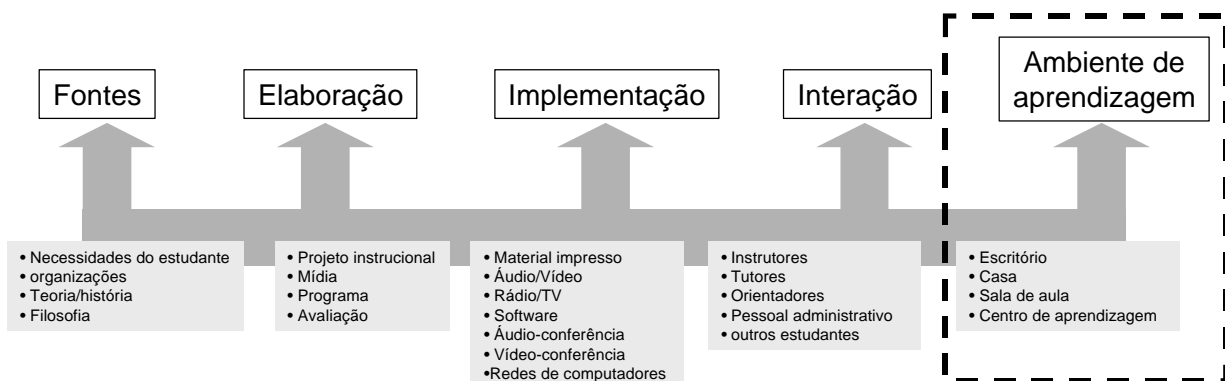 Fontes
Elaboração
Implementação
Interação
Ambiente de
aprendizagem
• Necessidades do estudante
• organizações
• Teoria/história
• Filosofia
• Projeto instrucional
• Mídia
• Programa
• Avaliação
• Material impresso
• Áudio/Vídeo
• Rádio/TV
• Software
• Áudio-conferência
• Vídeo-conferência
•Redes de computadores
• Instrutores
• Tutores
• Orientadores
• Pessoal administrativo
• outros estudantes
• Escritório
• Casa
• Sala de aula
• Centro de aprendizagem